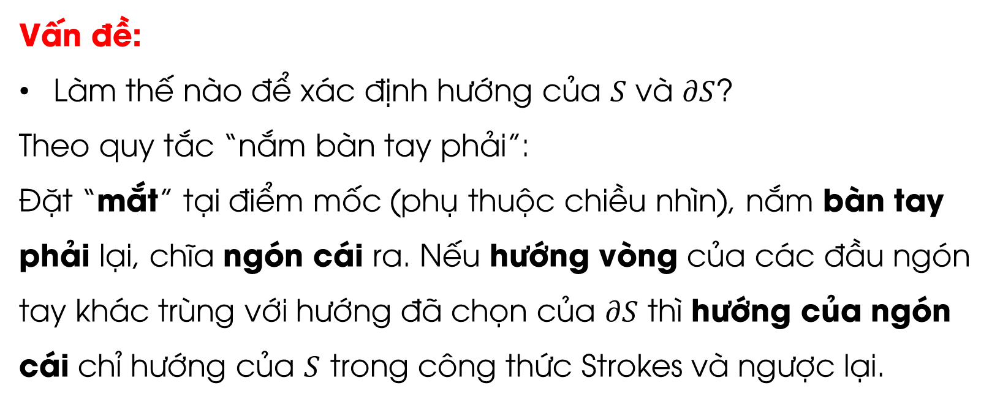 Vấn đề:
• Làm thế nào để xác định hướng của 𝑆 và 𝜕𝑆?
Theo quy tắc “nắm bàn tay phải”:
Đặt “mắt” tại điểm mốc (phụ thuộc chiều nhìn), nắm bàn tay
phải lại, chĩa ngón cái ra. Nếu hướng vòng của các đầu ngón
tay khác trùng với hướng đã chọn của 𝜕𝑆 thì hướng của ngón
cái chỉ hướng của 𝑆 trong công thức Strokes và ngược lại.